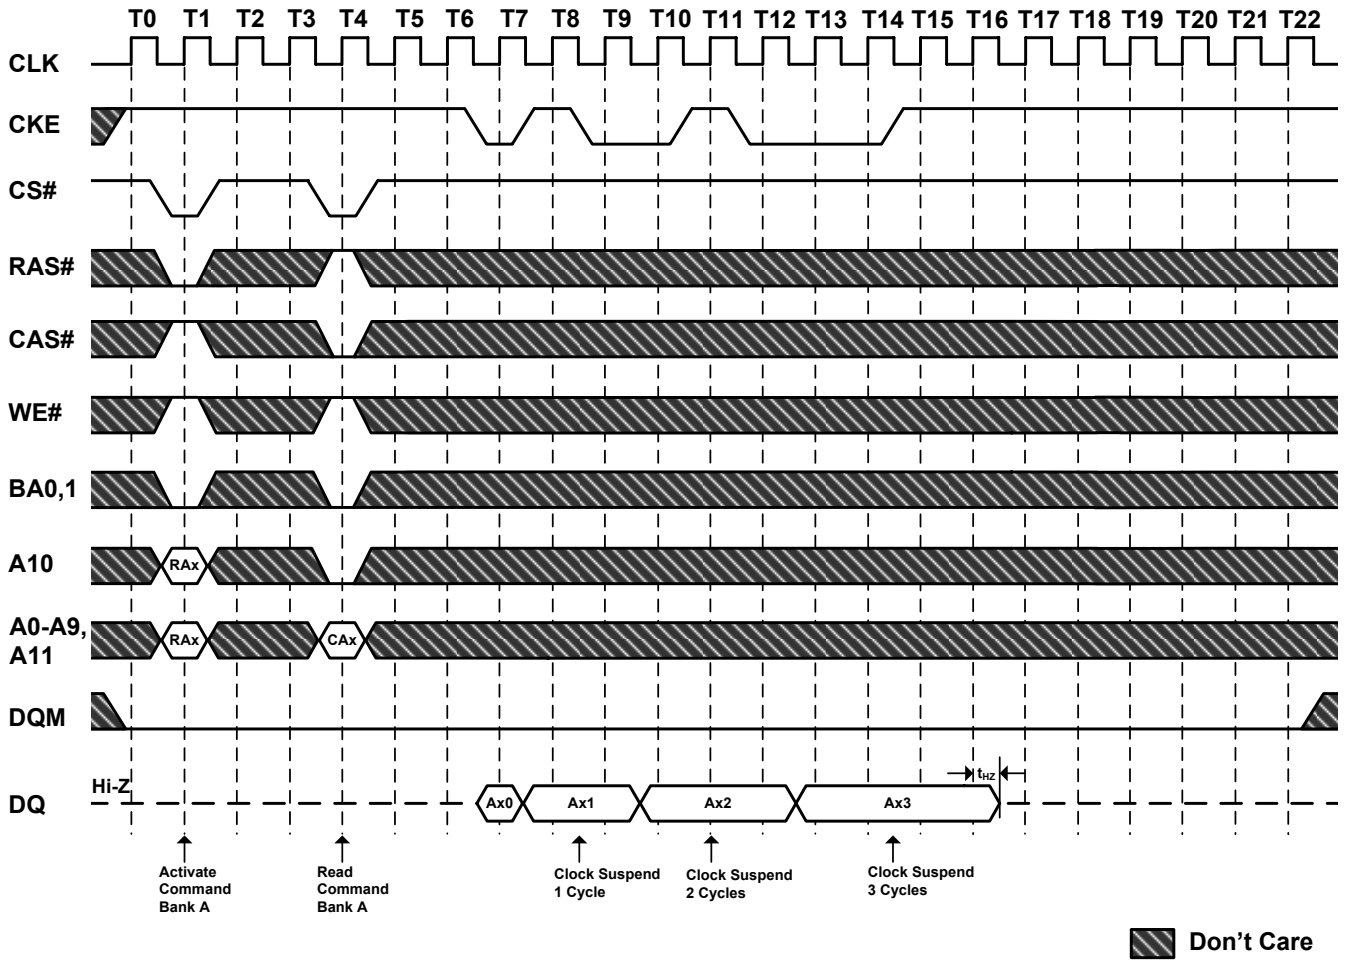 T0 T1 T2 T3 T4 T5 T6 T7 T8 T9 T10 T11 T12 T13 T14 T15 T16 T17 T18 T19 T20 T21 T22
CLK
CKE
CS#
RAS#
CAS#
WE#
BA0,1
A10
RAx
A0-A9,
A11
RAx
CAx
DQM
Hi-Z
DQ
Ax0
Ax1
Ax2
Ax3
tHZ
Activate
Command
Bank A
Read
Command
Bank A
Clock Suspend
1 Cycle
Clock Suspend
2 Cycles
Clock Suspend
3 Cycles
Don't Care